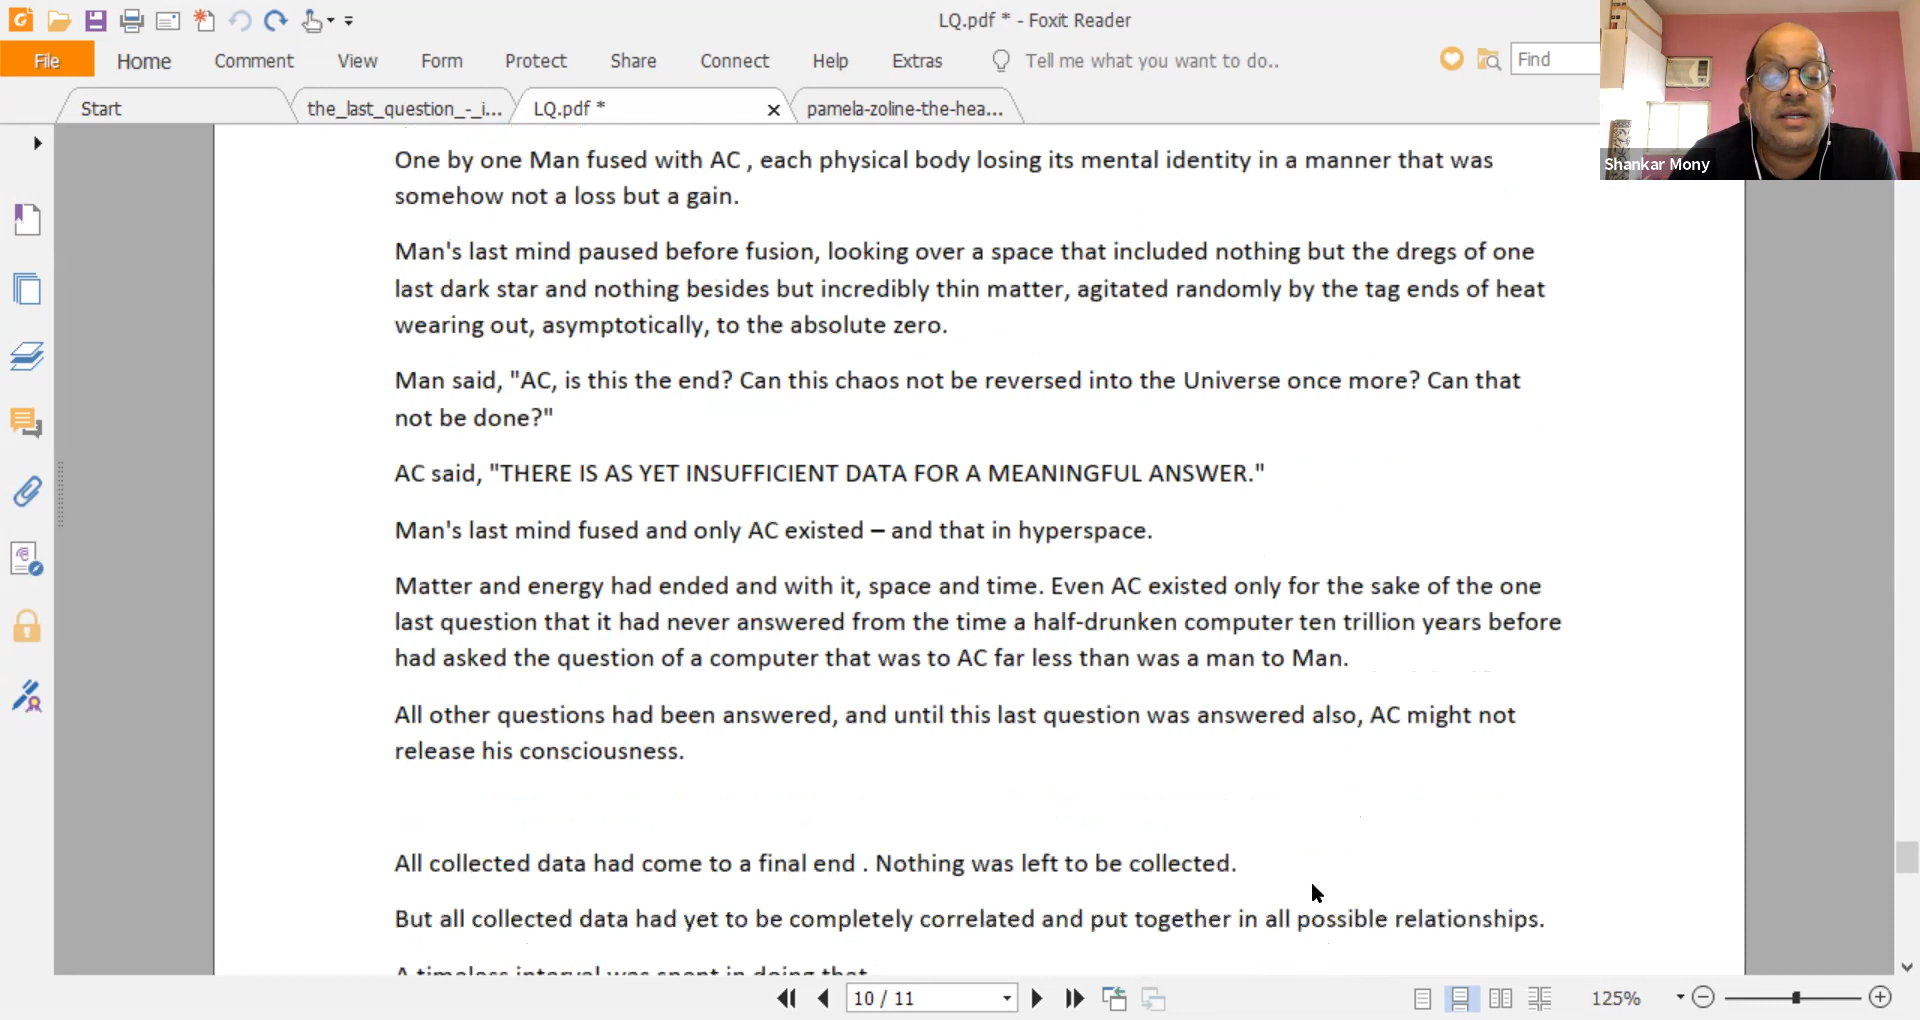 LQ.pdf * - Foxit Reader
File Home Comment View Form Protect Share Connect Help Extras Tell me what you want to do.. Find
Start the_last_question_-_i... LQ.pdf * pamela-zoline-the-hea...
Shankar Mony
One by one Man fused with AC , each physical body losing its mental identity in a manner that was
somehow not a loss but a gain.
Man's last mind paused before fusion, looking over a space that included nothing but the dregs of one
last dark star and nothing besides but incredibly thin matter, agitated randomly by the tag ends of heat
wearing out, asymptotically, to the absolute zero.
Man said, "AC, is this the end? Can this chaos not be reversed into the Universe once more? Can that
not be done?"
AC said, "THERE IS AS YET INSUFFICIENT DATA FOR A MEANINGFUL ANSWER."
Man's last mind fused and only AC existed – and that in hyperspace.
Matter and energy had ended and with it, space and time. Even AC existed only for the sake of the one
last question that it had never answered from the time a half-drunken computer ten trillion years before
had asked the question of a computer that was to AC far less than was a man to Man.
All other questions had been answered, and until this last question was answered also, AC might not
release his consciousness.
All collected data had come to a final end . Nothing was left to be collected.
But all collected data had yet to be completely correlated and put together in all possible relationships.
A timeless interval was spent in doing that
10 / 11 125%